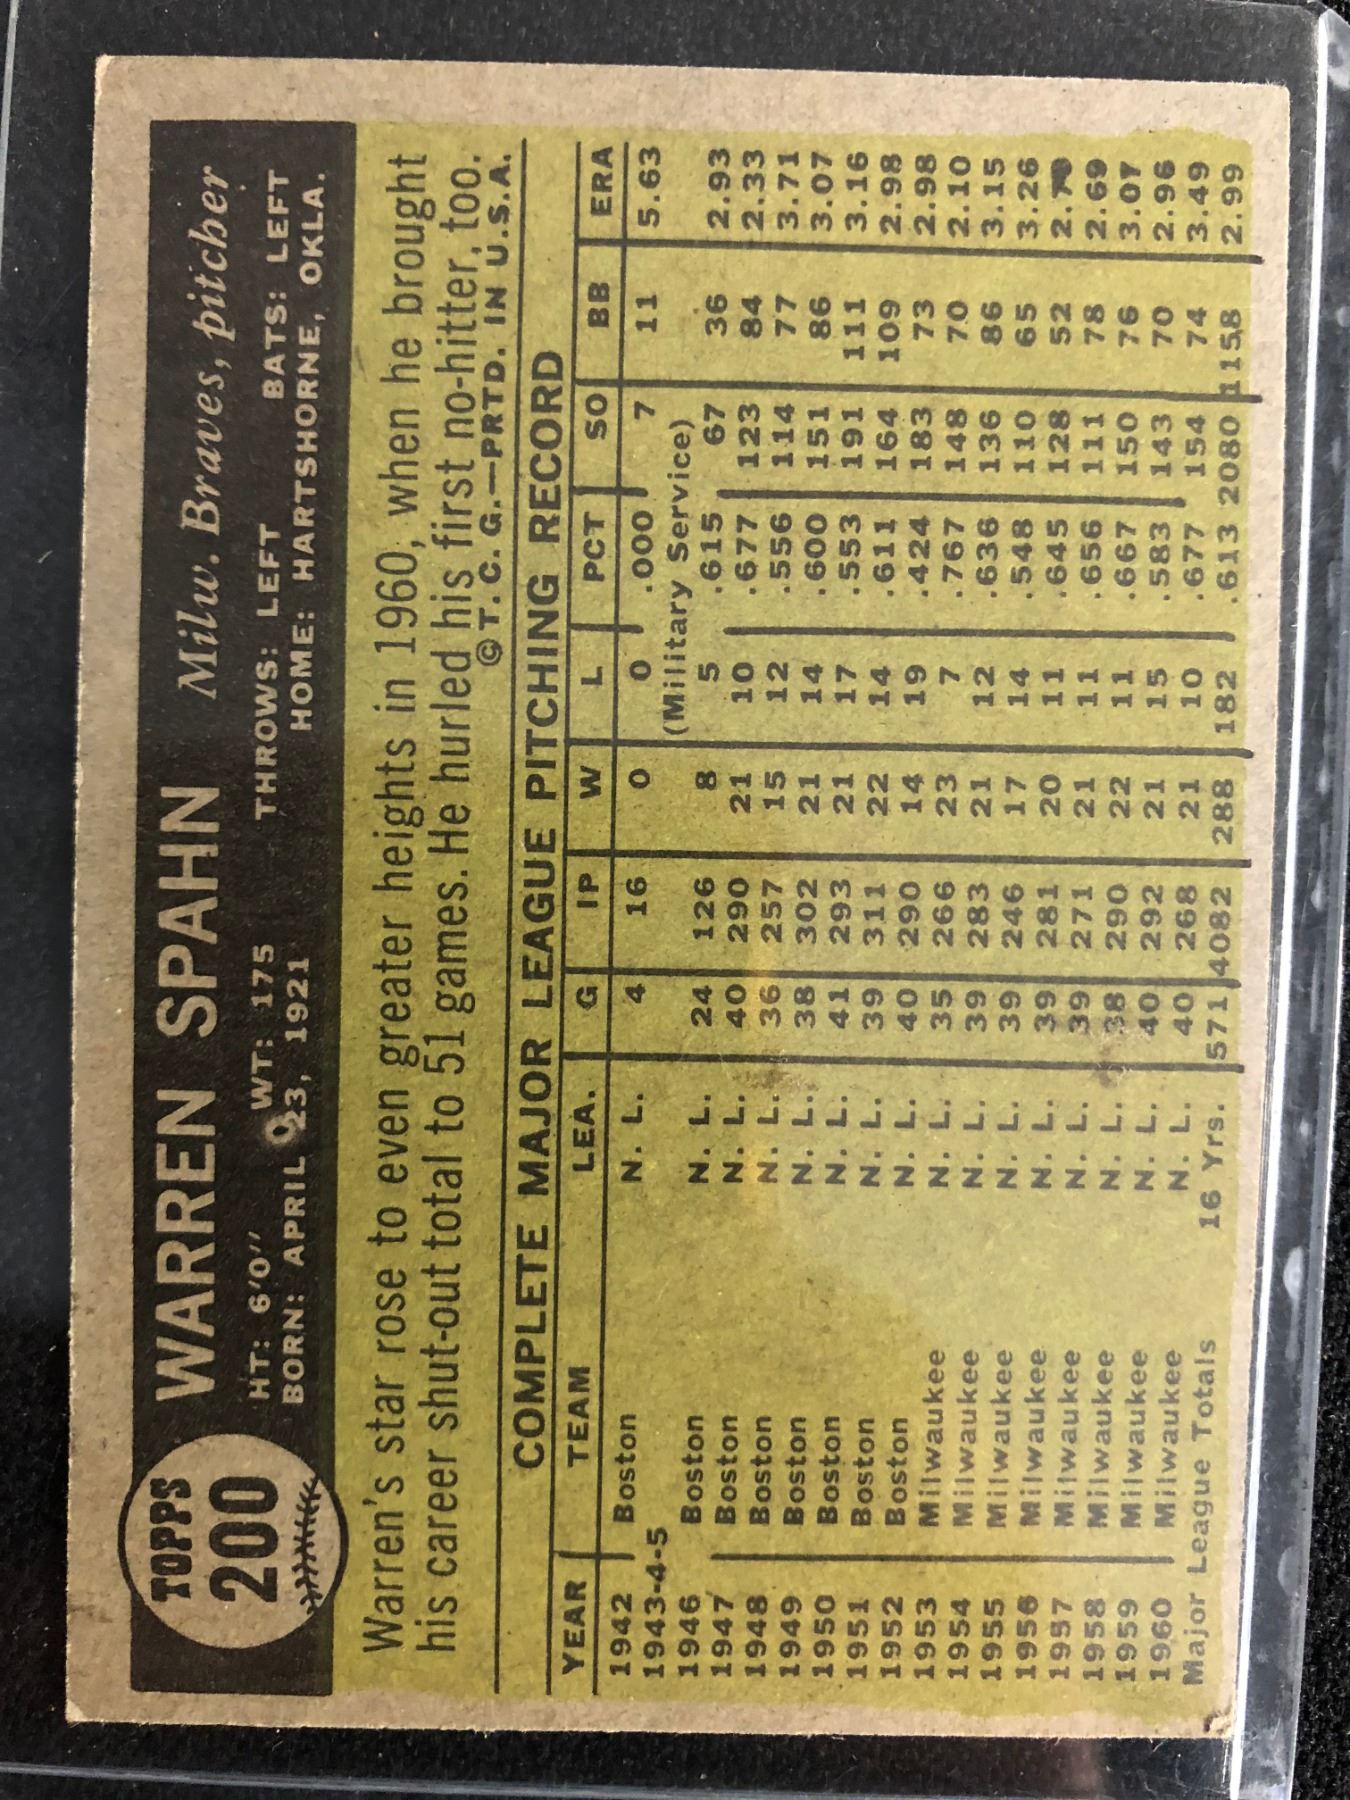 TOPPS
200
WARREN SPAHN Milw. Braves, pitcher
HT: 6'0" WT: 175 THROWS: LEFT BATS: LEFT
BORN: APRIL 23, 1921 HOME: HARTSHORNE, OKLA.
Warren's star rose to even greater heights in 1960, when he brought
his career shut-out total to 51 games. He hurled his first no-hitter, too.
© T. C. G.—PRTD. IN U.S.A.
COMPLETE MAJOR LEAGUE PITCHING RECORD
YEAR TEAM LEA. G IP W L PCT SO BB ERA
1942 Boston N. L. 4 16 0 0 .000 7 11 5.63
1943-4-5 (Military Service)
1946 Boston N. L. 24 126 8 5 .615 67 36 2.93
1947 Boston N. L. 40 290 21 10 .677 123 84 2.33
1948 Boston N. L. 36 257 15 12 .556 114 77 3.71
1949 Boston N. L. 38 302 21 14 .600 151 86 3.07
1950 Boston N. L. 41 293 21 17 .553 191 111 3.16
1951 Boston N. L. 39 311 22 14 .611 164 109 2.98
1952 Boston N. L. 40 290 14 19 .424 183 73 2.98
1953 Milwaukee N. L. 35 266 23 7 .767 148 70 2.10
1954 Milwaukee N. L. 39 283 21 12 .636 136 86 3.15
1955 Milwaukee N. L. 39 246 17 14 .548 110 65 3.26
1956 Milwaukee N. L. 39 281 20 11 .645 128 52 2.79
1957 Milwaukee N. L. 39 271 21 11 .656 111 78 2.69
1958 Milwaukee N. L. 38 290 22 11 .667 150 76 3.07
1959 Milwaukee N. L. 40 292 21 15 .583 143 70 2.96
1960 Milwaukee N. L. 40 268 21 10 .677 154 74 3.49
Major League Totals 16 Yrs. 571 4082 288 182 .613 2080 1158 2.99